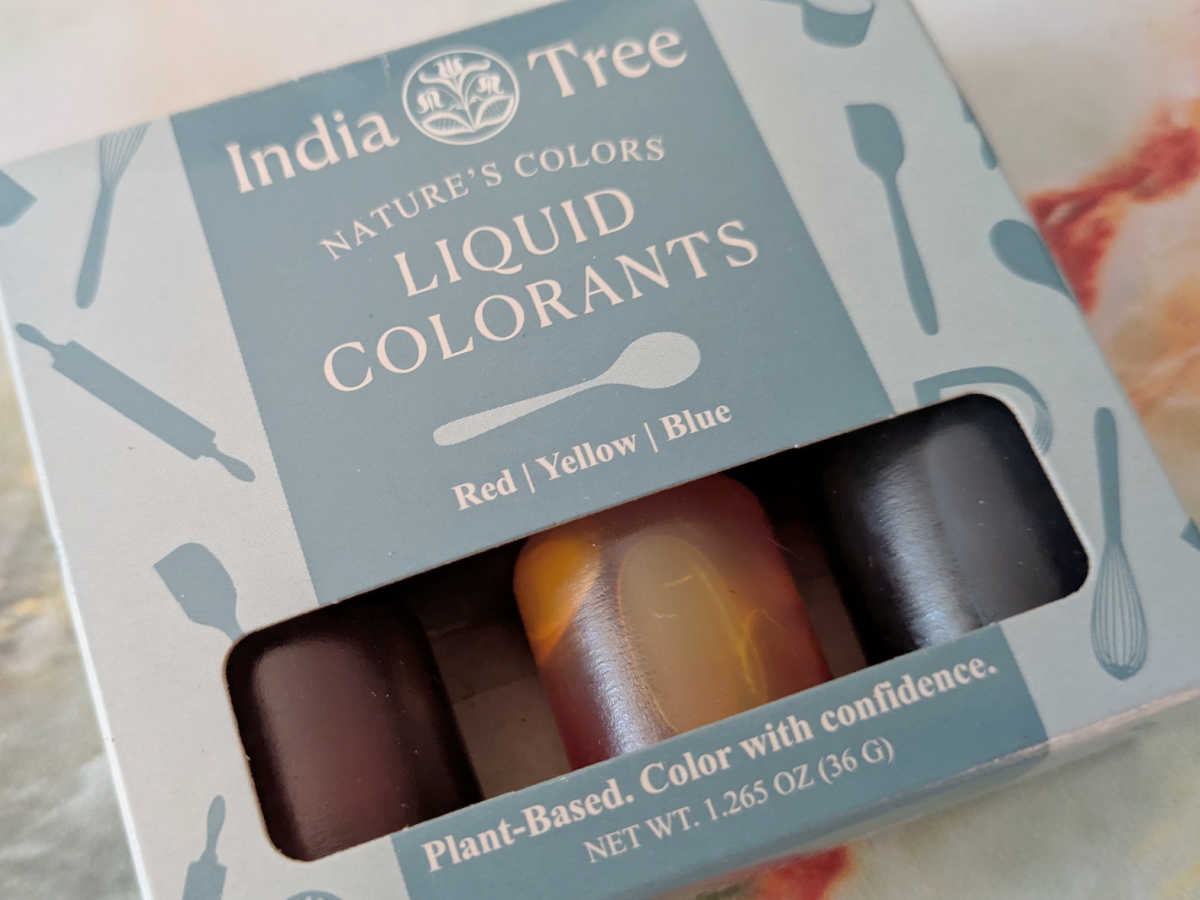 India Tree
NATURE'S COLORS
LIQUID
COLORANTS
Red | Yellow | Blue
Plant-Based. Color with confidence.
NET WT. 1.265 OZ (36 G)